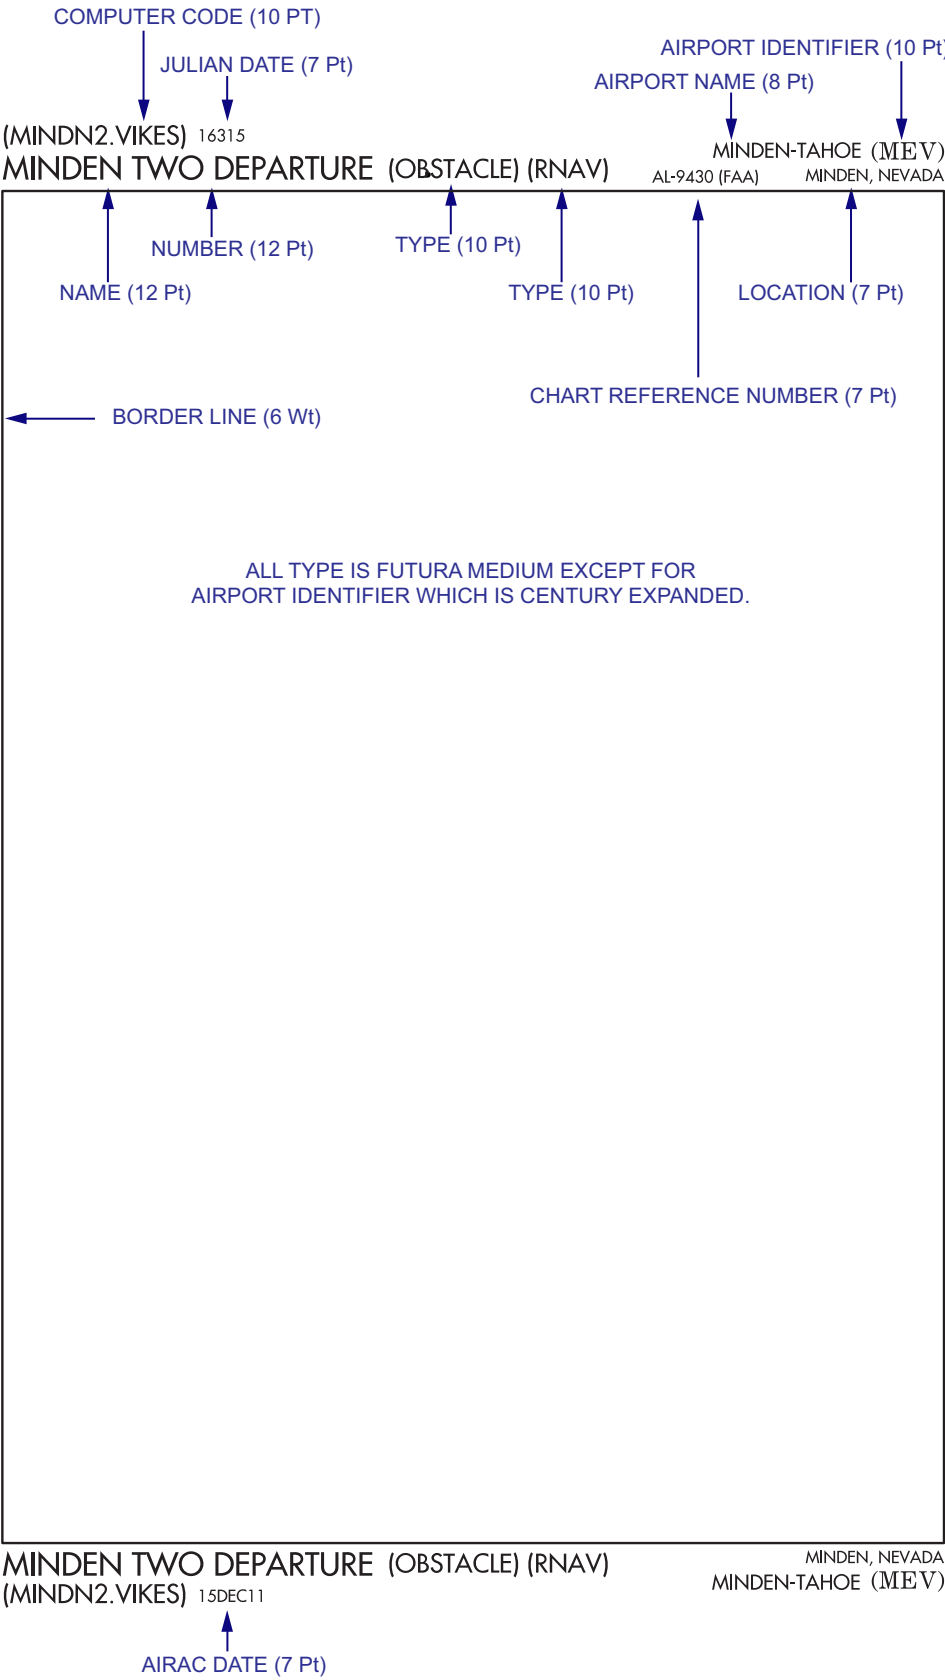 COMPUTER CODE (10 PT)
AIRPORT IDENTIFIER (10 Pt)
JULIAN DATE (7 Pt)
AIRPORT NAME (8 Pt)
(MINDN2.VIKES) 16315
MINDEN-TAHOE (MEV)
MINDEN TWO DEPARTURE (OBSTACLE) (RNAV)
AL-9430 (FAA)
MINDEN, NEVADA
NUMBER (12 Pt)
TYPE (10 Pt)
NAME (12 Pt)
TYPE (10 Pt)
LOCATION (7 Pt)
CHART REFERENCE NUMBER (7 Pt)
BORDER LINE (6 Wt)
ALL TYPE IS FUTURA MEDIUM EXCEPT FOR
AIRPORT IDENTIFIER WHICH IS CENTURY EXPANDED.
MINDEN TWO DEPARTURE (OBSTACLE) (RNAV)
MINDEN, NEVADA
(MINDN2.VIKES) 15DEC11
MINDEN-TAHOE (MEV)
AIRAC DATE (7 Pt)